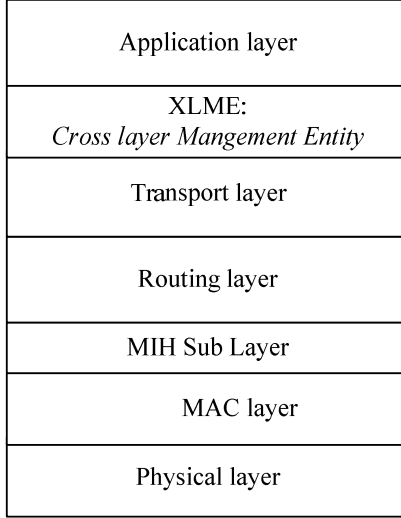 Application layer
XLME:
Cross layer Mangement Entity
Transport layer
Routing layer
MIH Sub Layer
MAC layer
Physical layer